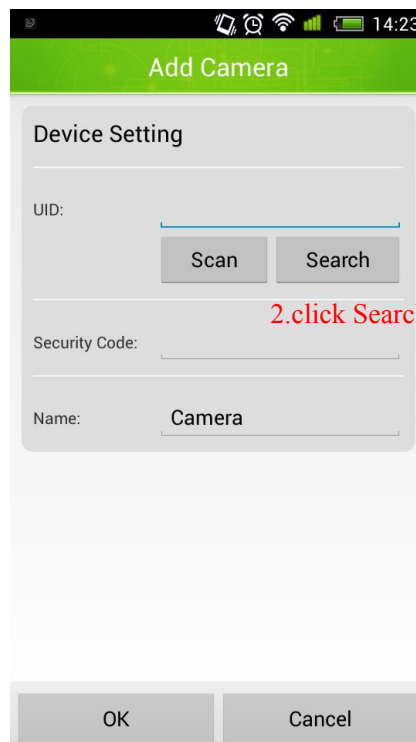 14:23
Add Camera
Device Setting
UID:
Scan Search
2.click Searc
Security Code:
Name: Camera
OK Cancel